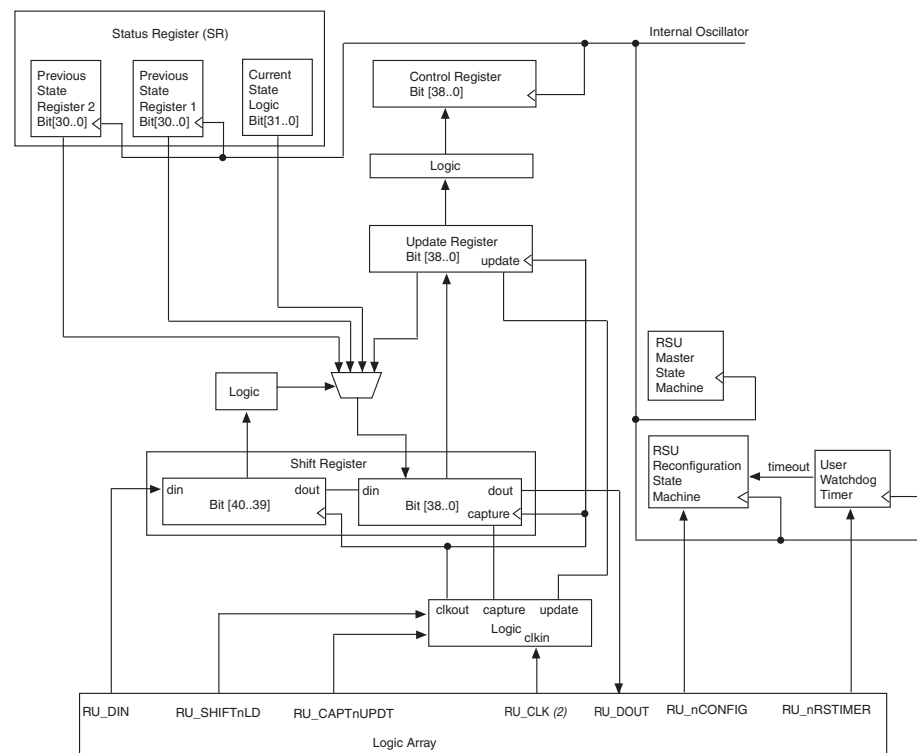 Status Register (SR)
Internal Oscillator
Previous
State
Register 2
Bit[30..0]
Previous
State
Register 1
Bit[30..0]
Current
State
Logic
Bit[31..0]
Control Register
Bit [38..0]
Logic
Update Register
Bit [38..0]
update
RSU
Master
State
Machine
Logic
Shift Register
din
dout
Bit [40..39]
din
dout
Bit [38..0]
capture
RSU
Reconfiguration
State
Machine
timeout
User
Watchdog
Timer
clkout
capture
update
Logic
clkin
RU_DIN
RU_SHIFTnLD
RU_CAPTnUPDT
RU_CLK (2)
RU_DOUT
RU_nCONFIG
RU_nRSTIMER
Logic Array